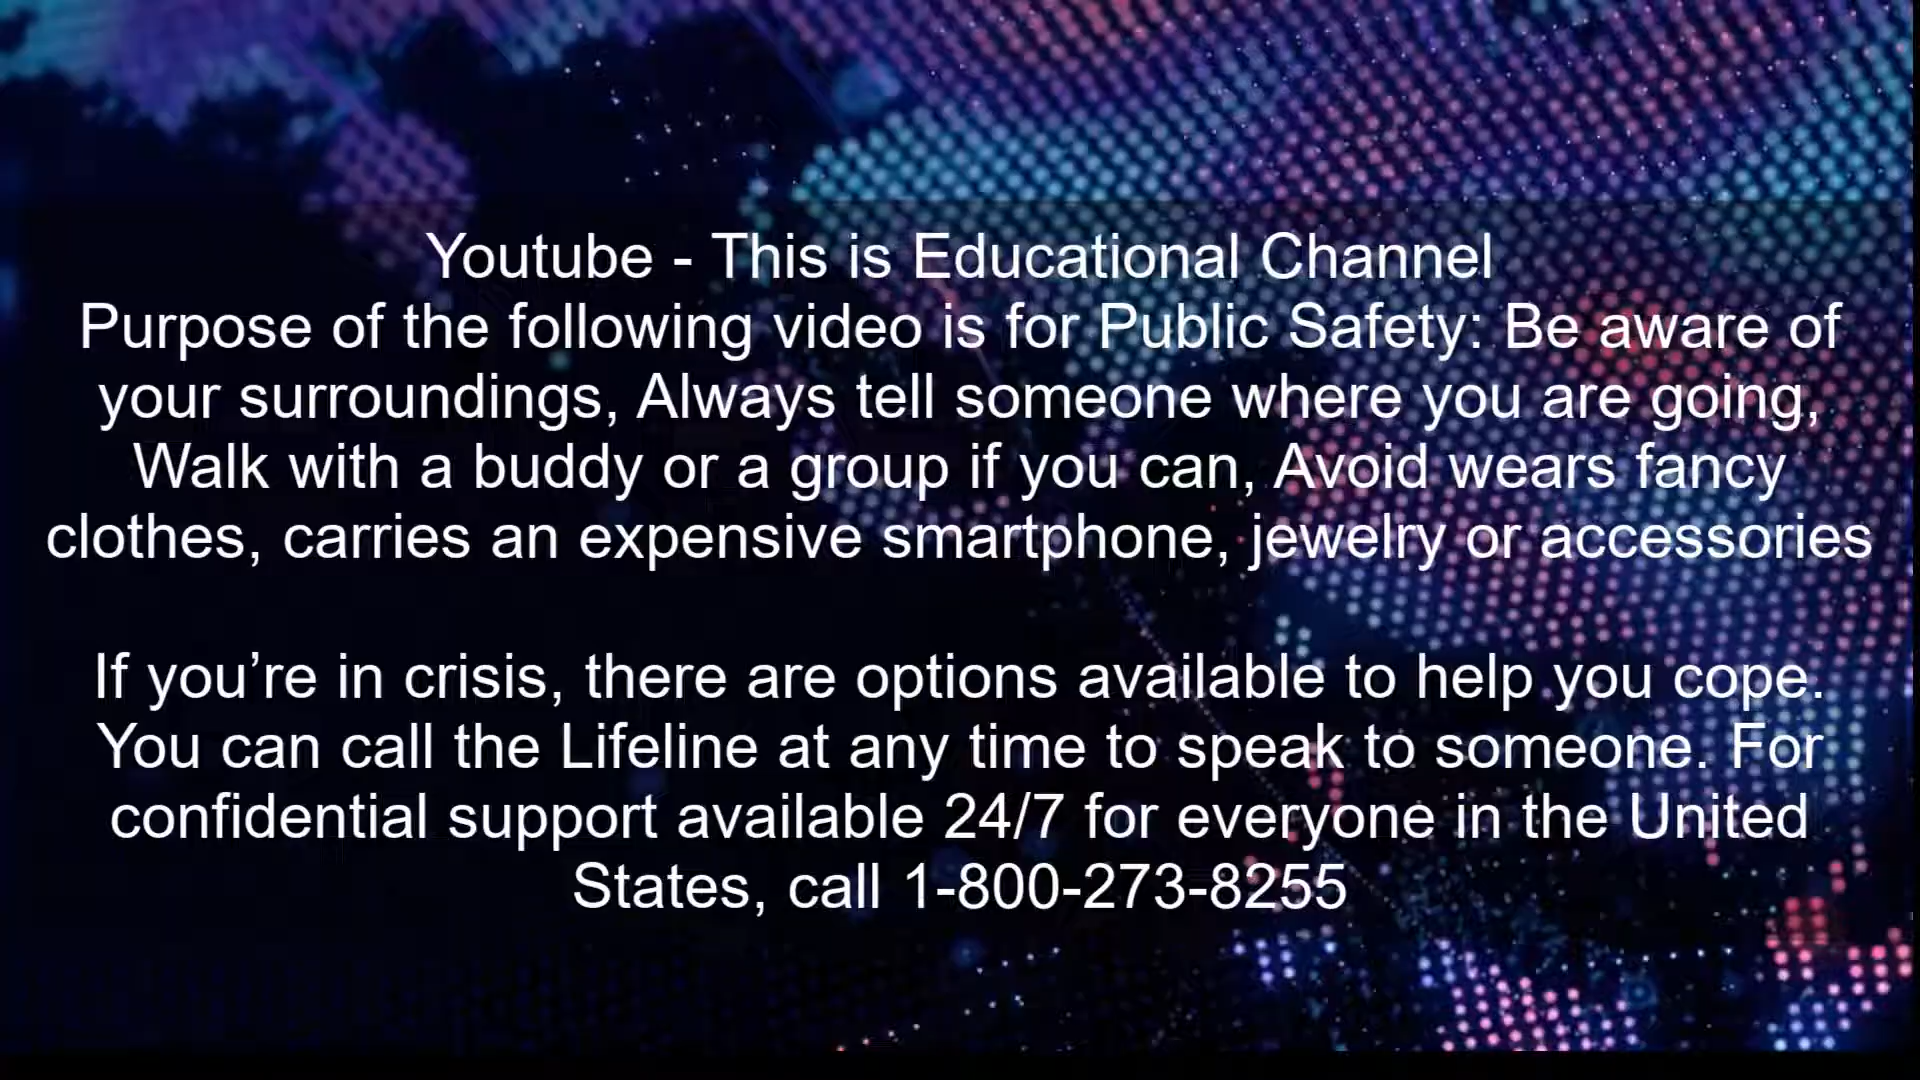 Youtube - This is Educational Channel
Purpose of the following video is for Public Safety: Be aware of
your surroundings, Always tell someone where you are going,
Walk with a buddy or a group if you can, Avoid wears fancy
clothes, carries an expensive smartphone, jewelry or accessories
If you’re in crisis, there are options available to help you cope.
You can call the Lifeline at any time to speak to someone. For
confidential support available 24/7 for everyone in the United
States, call 1-800-273-8255